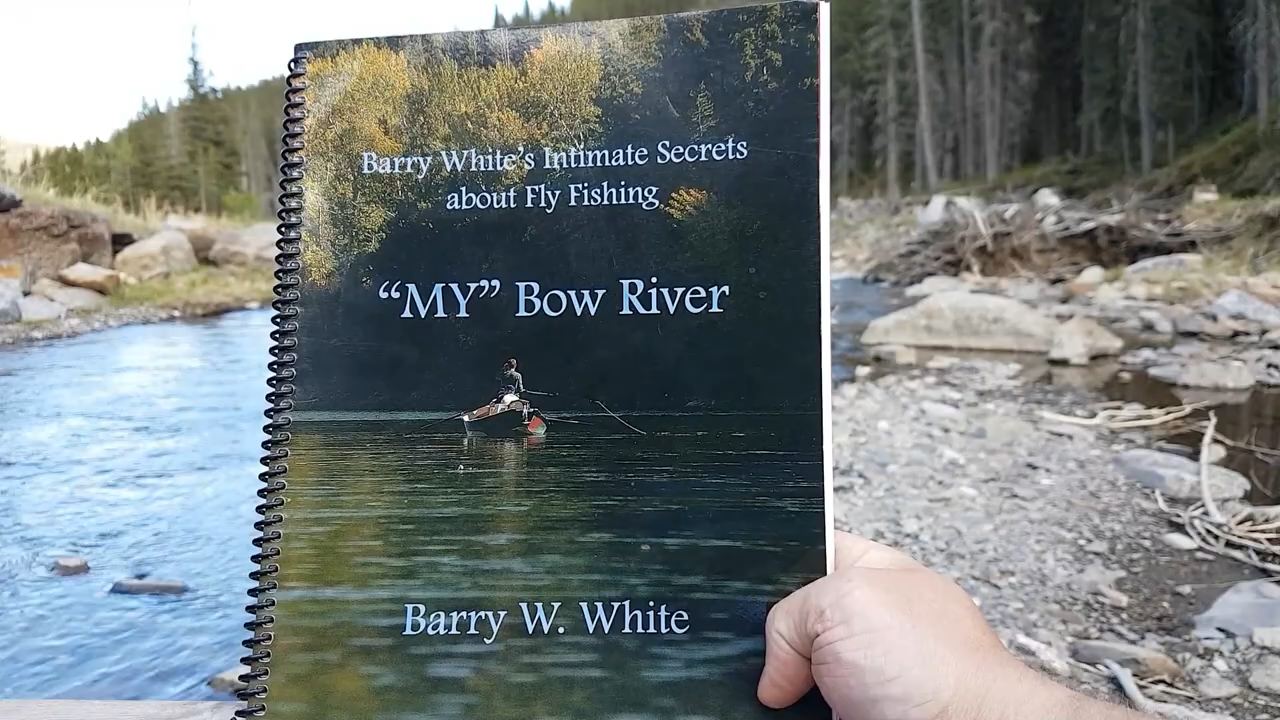 Barry White's Intimate Secrets
about Fly Fishing
“MY” Bow River
Barry W. White